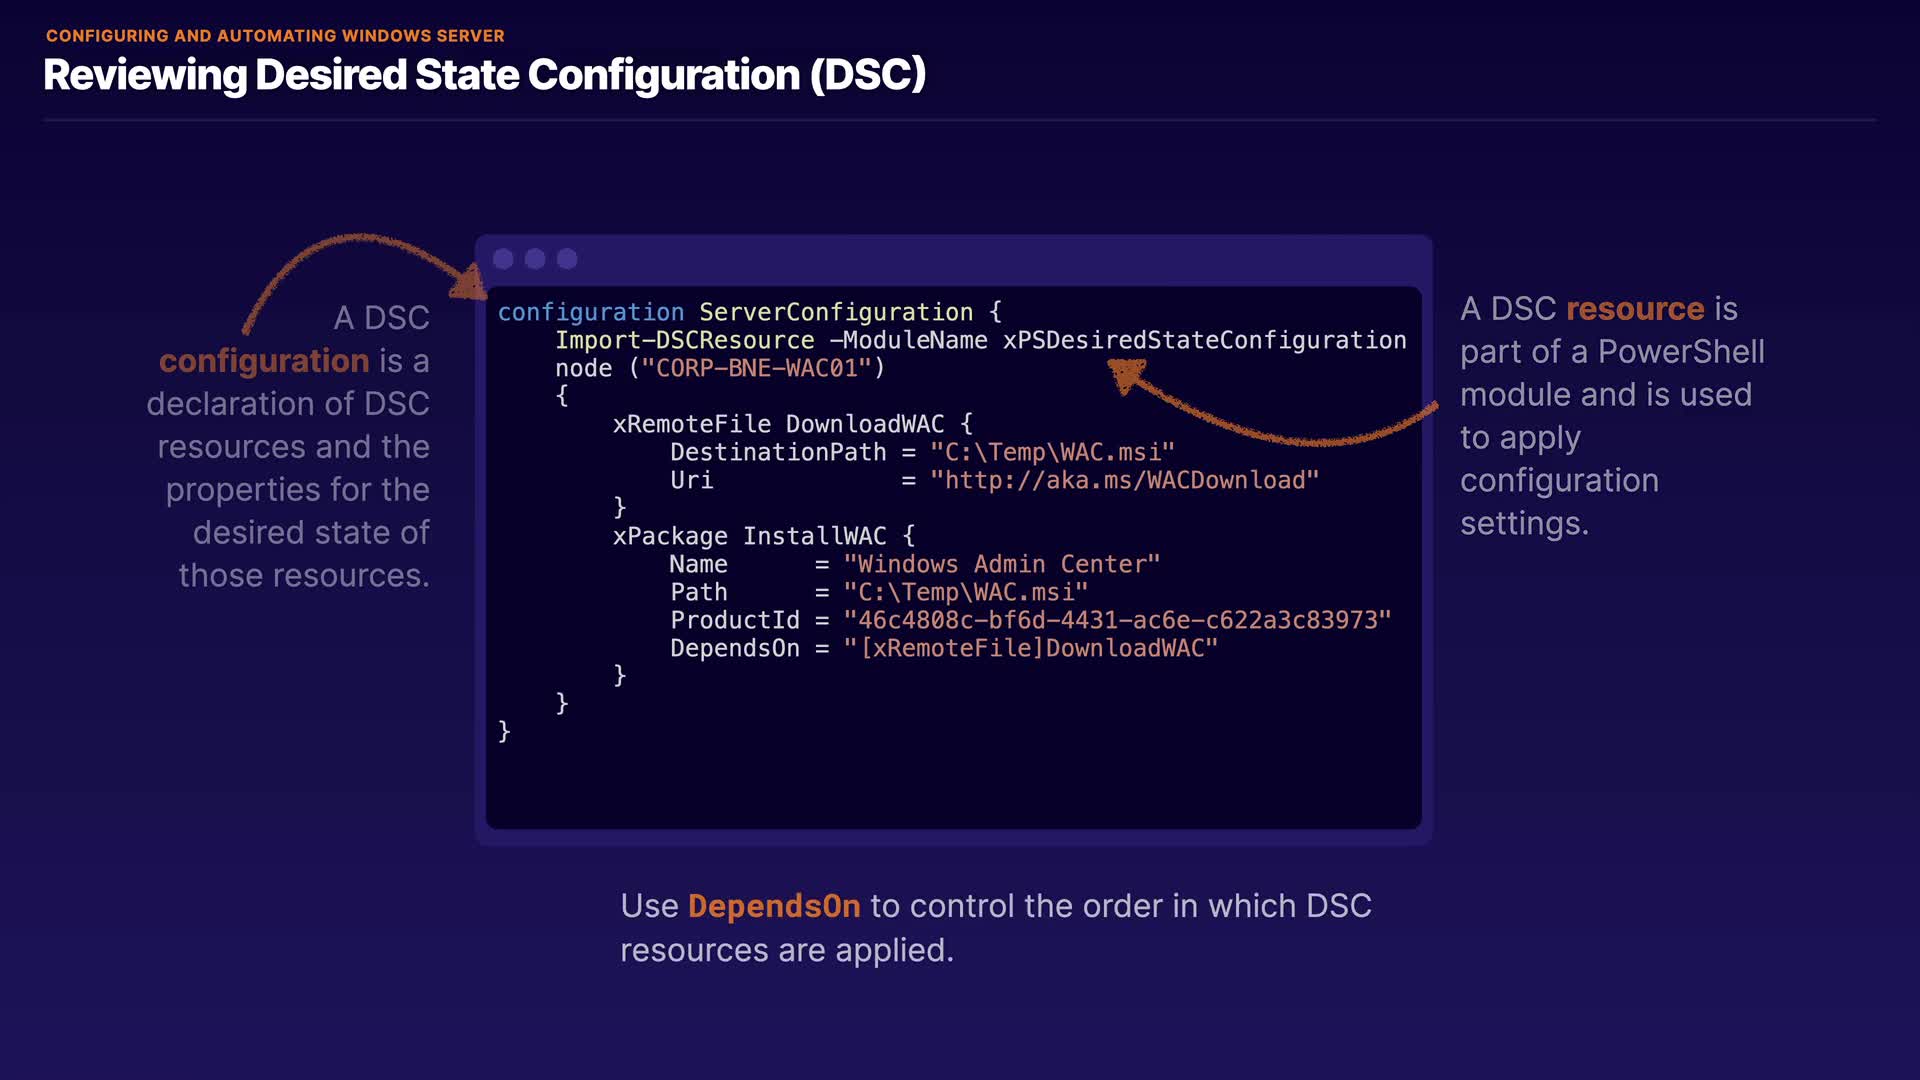 CONFIGURING AND AUTOMATING WINDOWS SERVER
Reviewing Desired State Configuration (DSC)
A DSC
configuration is a
declaration of DSC
resources and the
properties for the
desired state of
those resources.
configuration ServerConfiguration {
    Import-DSCResource -ModuleName xPSDesiredStateConfiguration
    node ("CORP-BNE-WAC01")
    {
        xRemoteFile DownloadWAC {
            DestinationPath = "C:\Temp\WAC.msi"
            Uri             = "http://aka.ms/WACDownload"
        }
        xPackage InstallWAC {
            Name      = "Windows Admin Center"
            Path      = "C:\Temp\WAC.msi"
            ProductId = "46c4808c-bf6d-4431-ac6e-c622a3c83973"
            DependsOn = "[xRemoteFile]DownloadWAC"
        }
    }
}
A DSC resource is
part of a PowerShell
module and is used
to apply
configuration
settings.
Use DependsOn to control the order in which DSC
resources are applied.